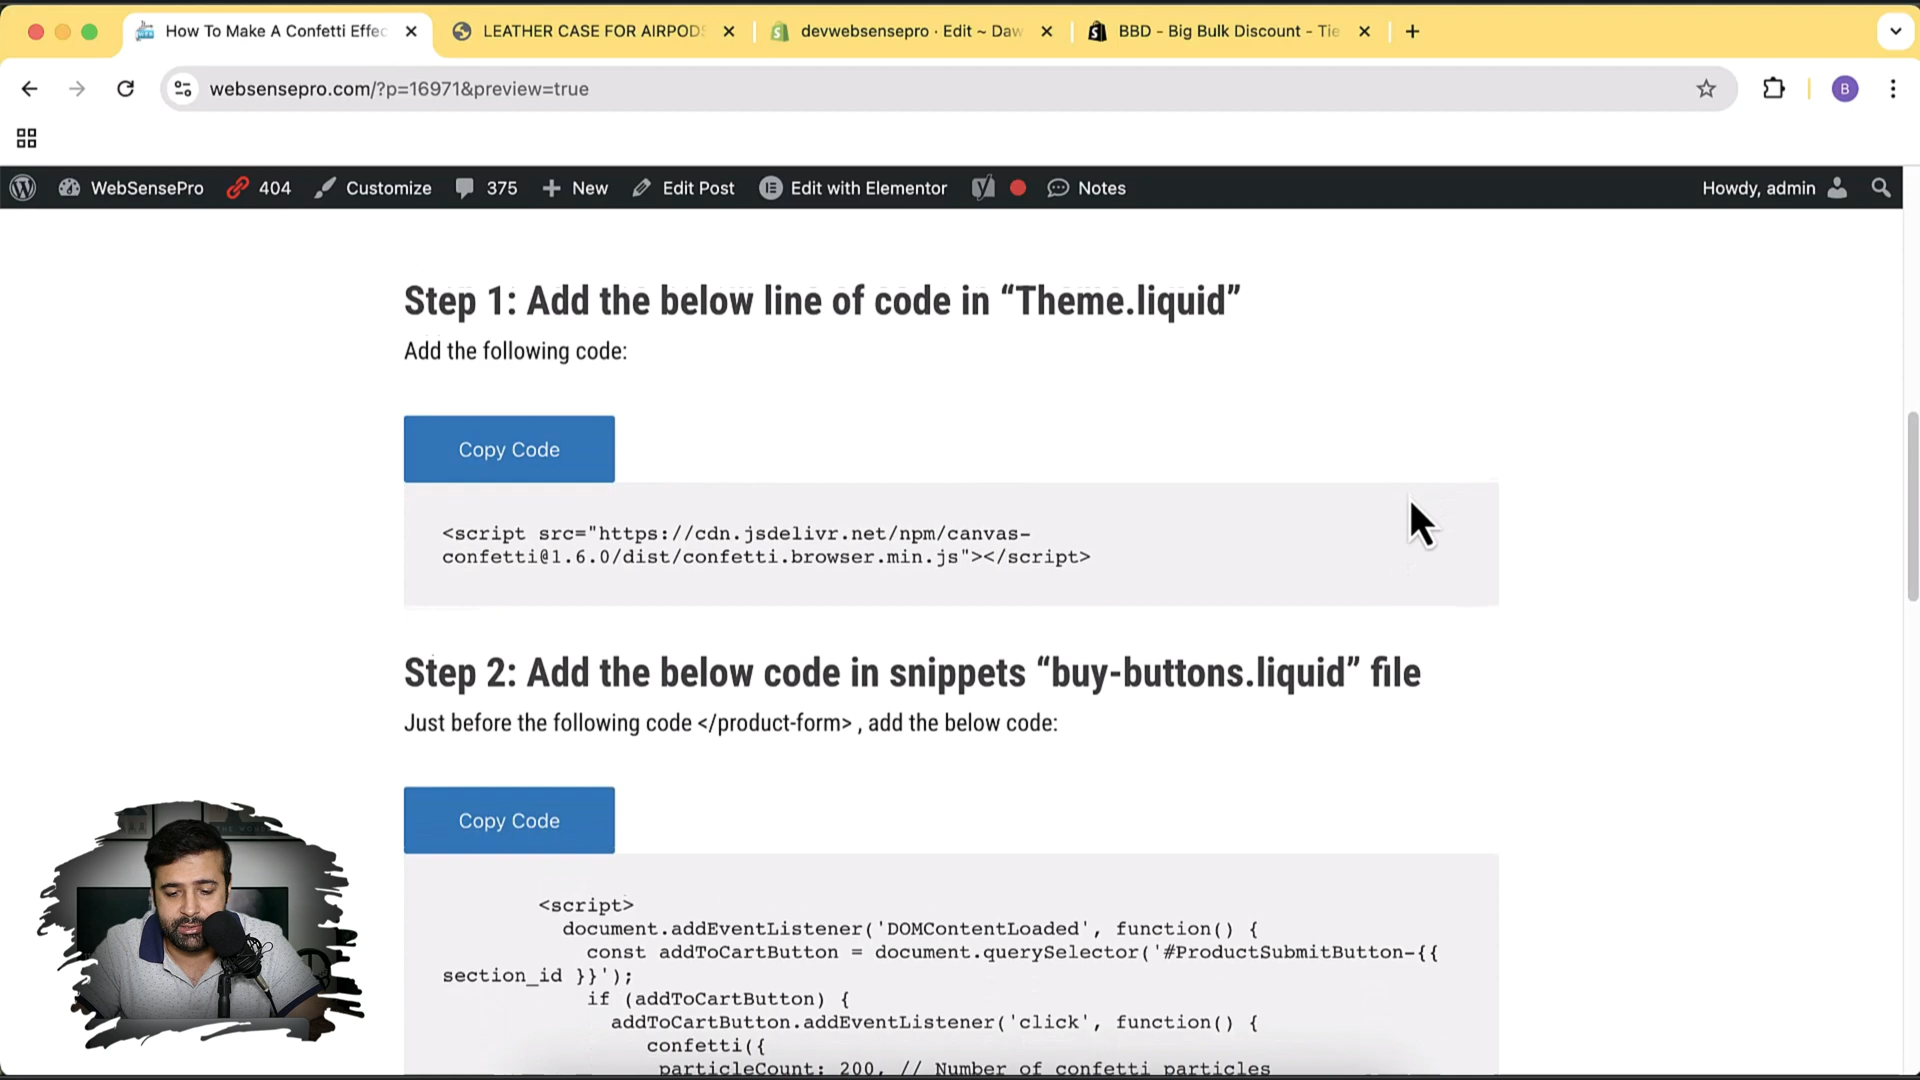 How To Make A Confetti Effec
LEATHER CASE FOR AIRPODS
devwebsensepro · Edit ~ Daw
BBD - Big Bulk Discount - Tie
websensepro.com/?p=16971&preview=true
B
WebSensePro
404
Customize
375
New
Edit Post
Edit with Elementor
Notes
Howdy, admin
Step 1: Add the below line of code in “Theme.liquid”
Add the following code:
Copy Code
<script src="https://cdn.jsdelivr.net/npm/canvas-
confetti@1.6.0/dist/confetti.browser.min.js"></script>
Step 2: Add the below code in snippets “buy-buttons.liquid” file
Just before the following code </product-form> , add the below code:
Copy Code
<script>
document.addEventListener('DOMContentLoaded', function() {
const addToCartButton = document.querySelector('#ProductSubmitButton-{{
section_id }}');
if (addToCartButton) {
addToCartButton.addEventListener('click', function() {
confetti({
particleCount: 200, // Number of confetti particles